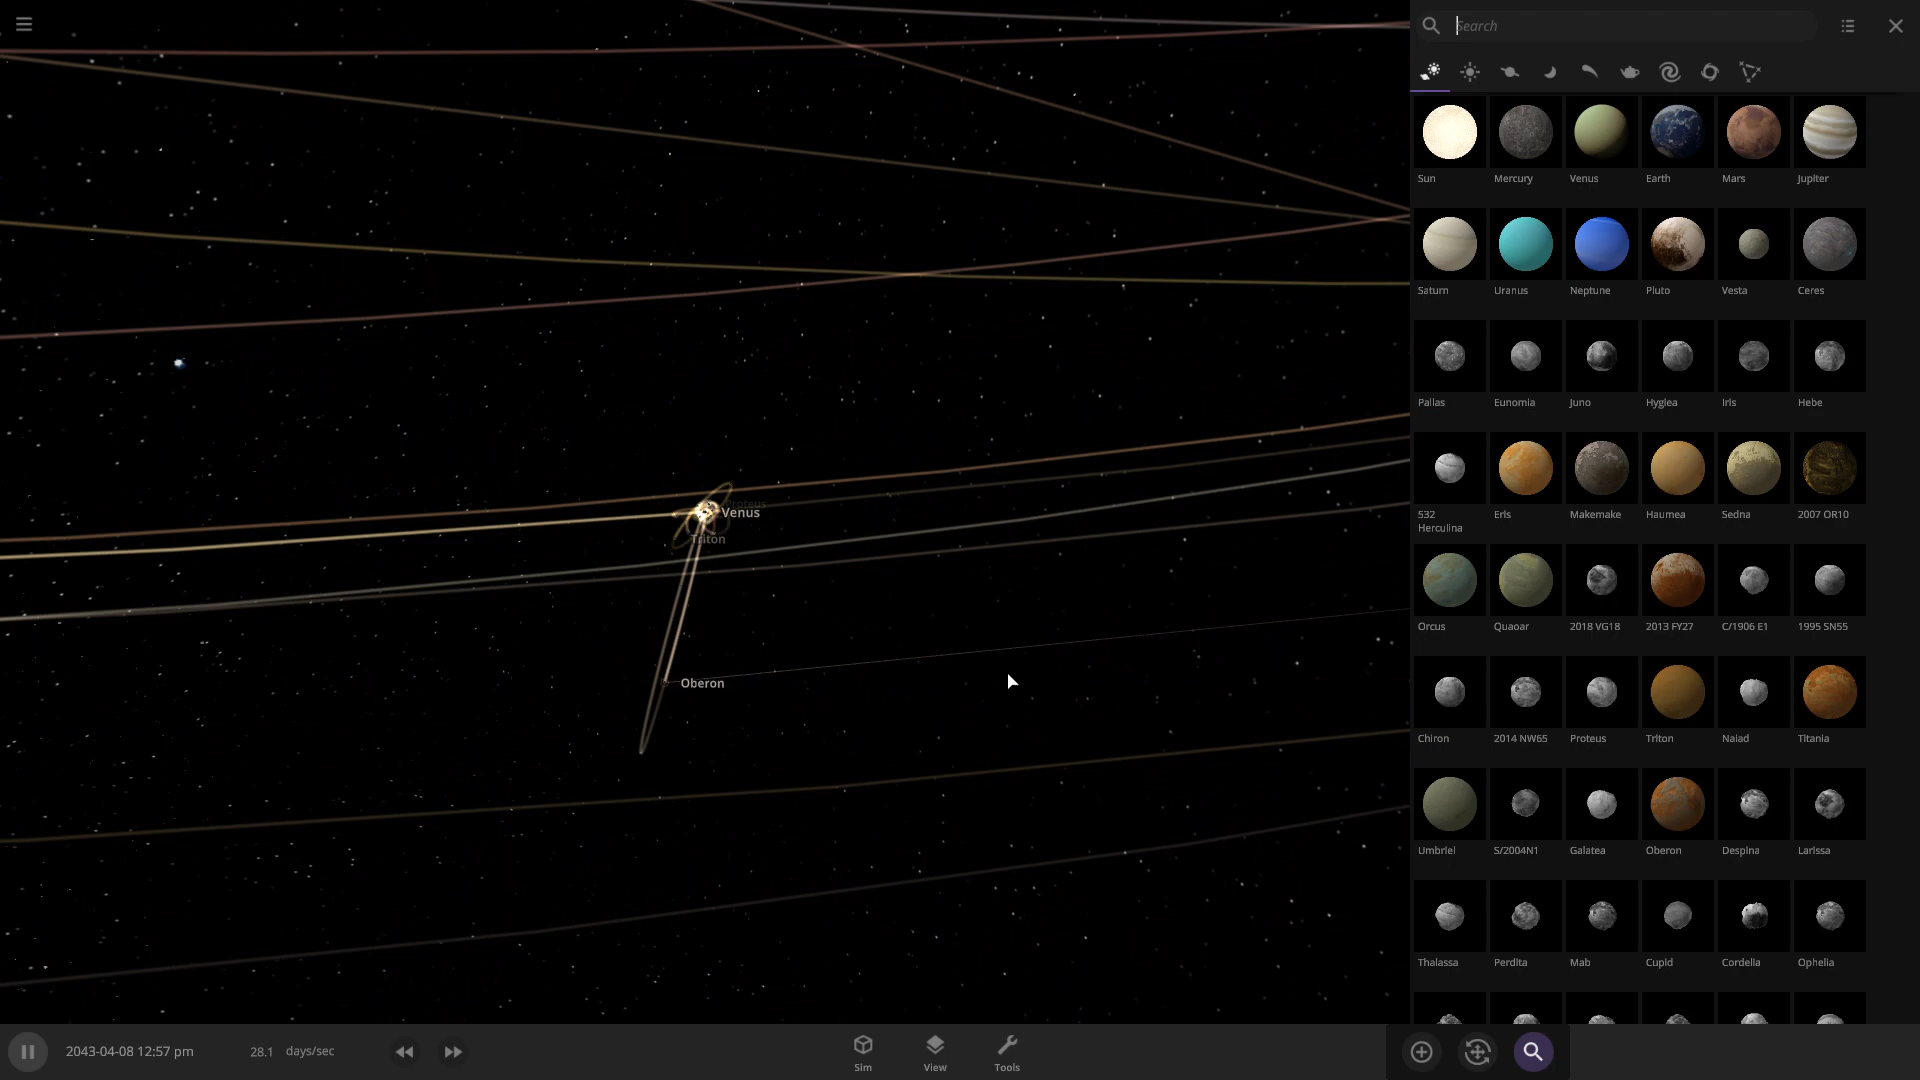 Search
Sun Mercury Venus Earth Mars Jupiter
Saturn Uranus Neptune Pluto Vesta Ceres
Pallas Eunomia Juno Hygiea Iris Hebe
Proteus
Venus
532 Herculina Eris Makemake Haumea Sedna 2007 OR10
Triton
Orcus Quaoar 2018 VG18 2013 FY27 C/1906 E1 1995 SN55
Oberon
Chiron 2014 NW65 Proteus Triton Naiad Titania
Umbriel S/2004N1 Galatea Oberon Despina Larissa
Thalassa Perdita Mab Cupid Cordelia Ophelia
2043-04-08 12:57 pm 28.1 days/sec
Sim View Tools